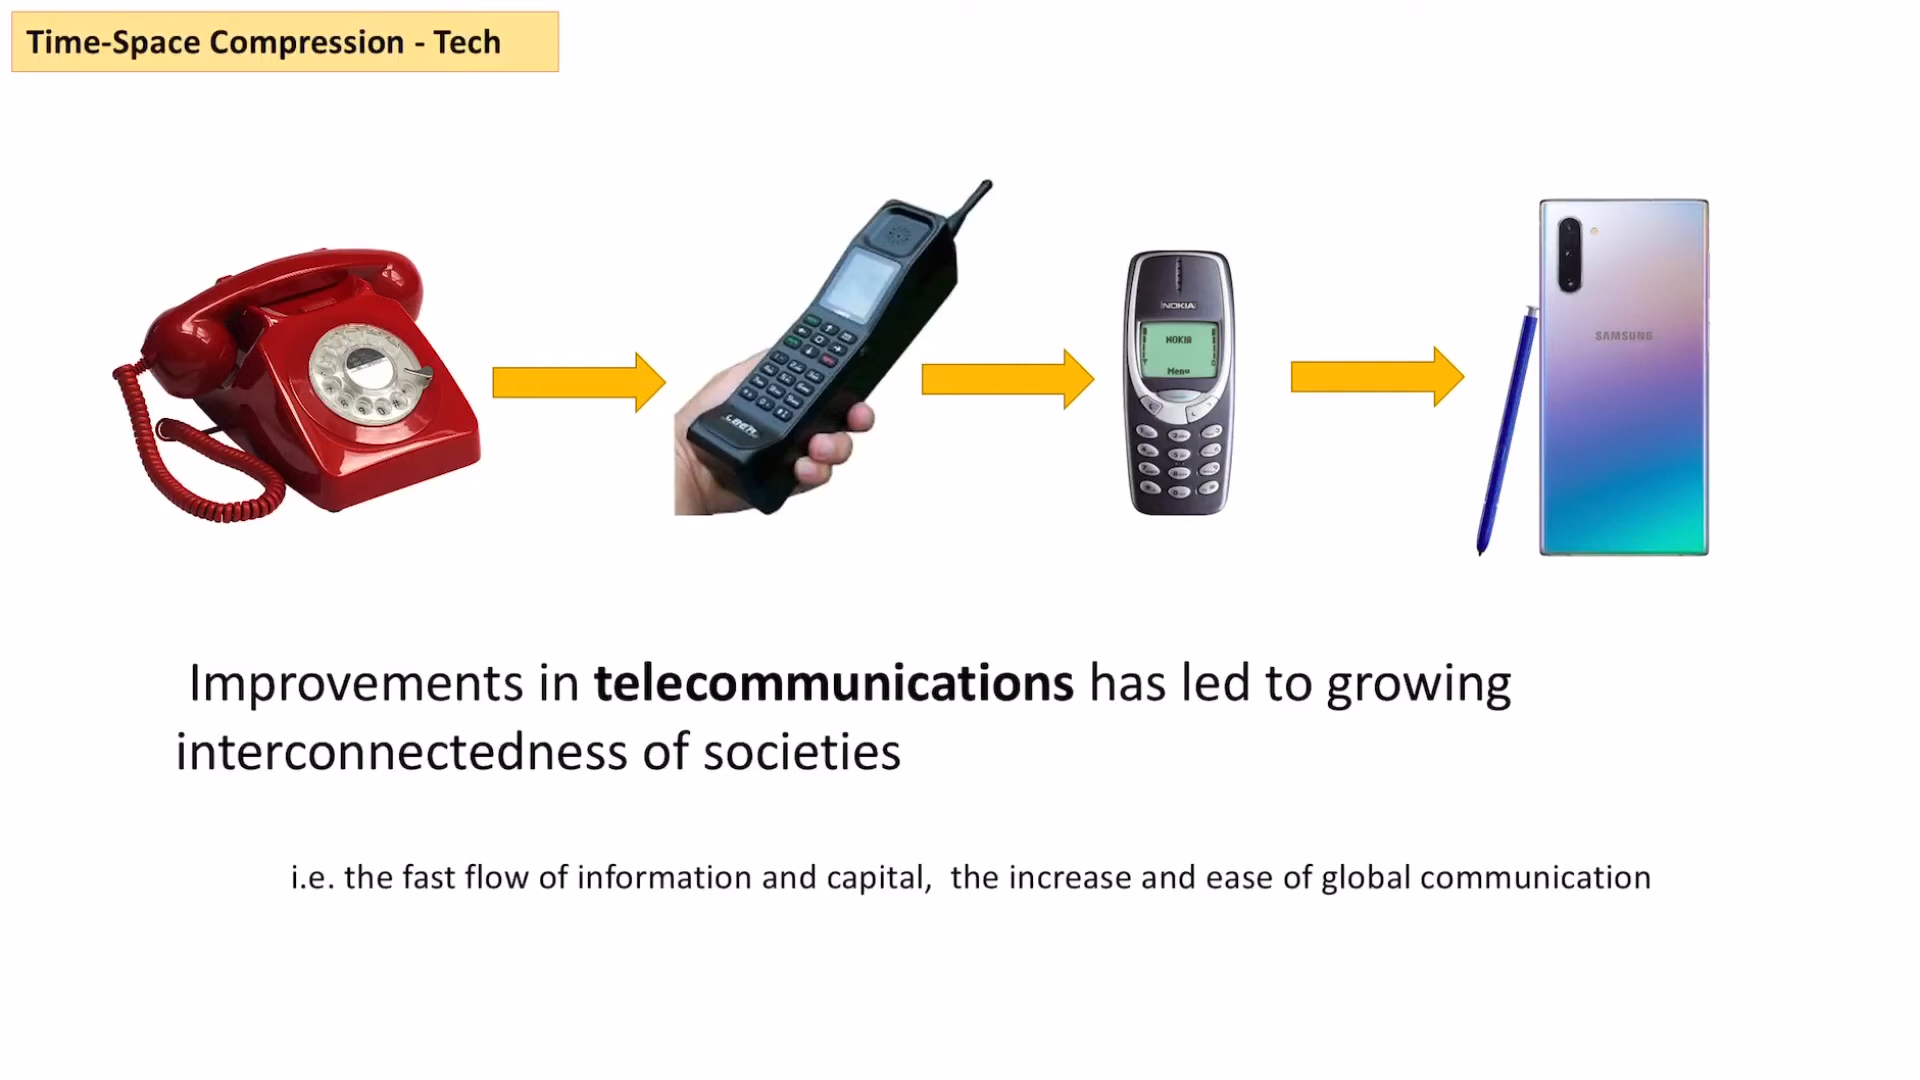 Time-Space Compression - Tech
NOKIA
NOKIA
Menu
SAMSUNG
Improvements in telecommunications has led to growing
interconnectedness of societies
i.e. the fast flow of information and capital,  the increase and ease of global communication